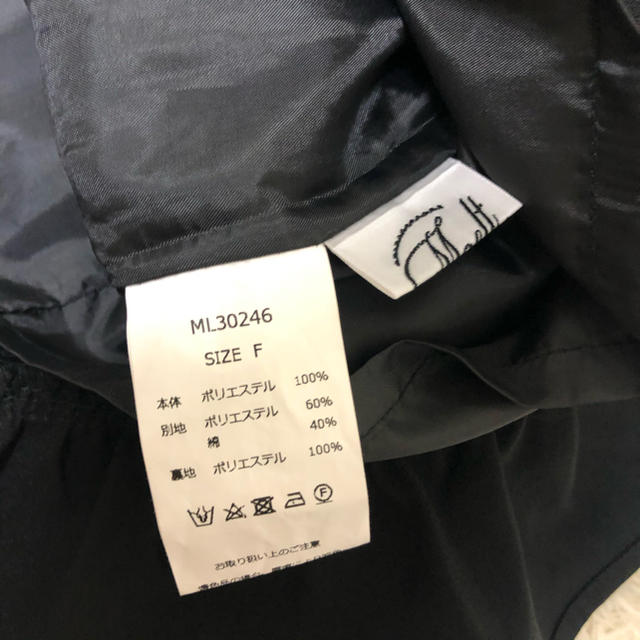 ML30246
SIZE F
本体 ポリエステル 100%
別地 ポリエステル 60%
綿 40%
裏地 ポリエステル 100%
お取り扱い上のご注意